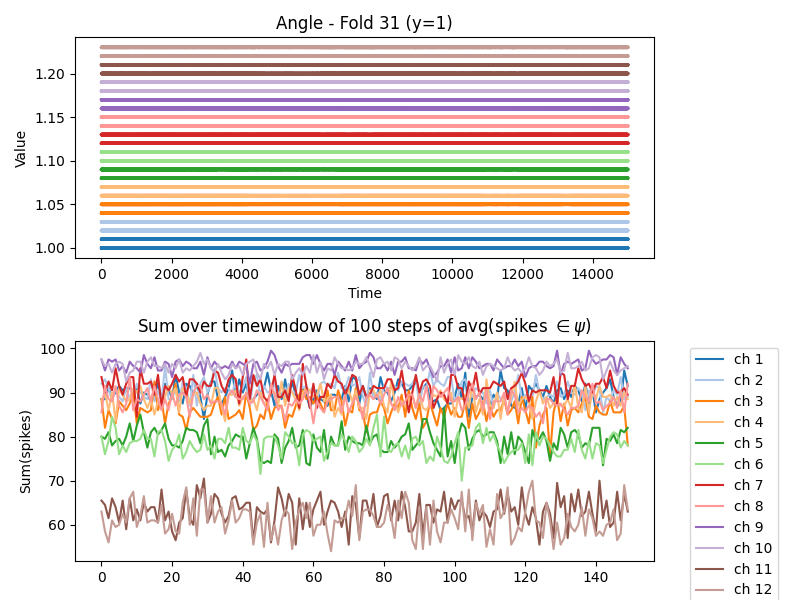 Angle - Fold 31 (y=1)
Value
1.20
1.15
1.10
1.05
1.00
0 2000 4000 6000 8000 10000 12000 14000
Time
Sum over timewindow of 100 steps of avg(spikes ∈ψ)
Sum(spikes)
100
90
80
70
60
0 20 40 60 80 100 120 140
ch 1
ch 2
ch 3
ch 4
ch 5
ch 6
ch 7
ch 8
ch 9
ch 10
ch 11
ch 12